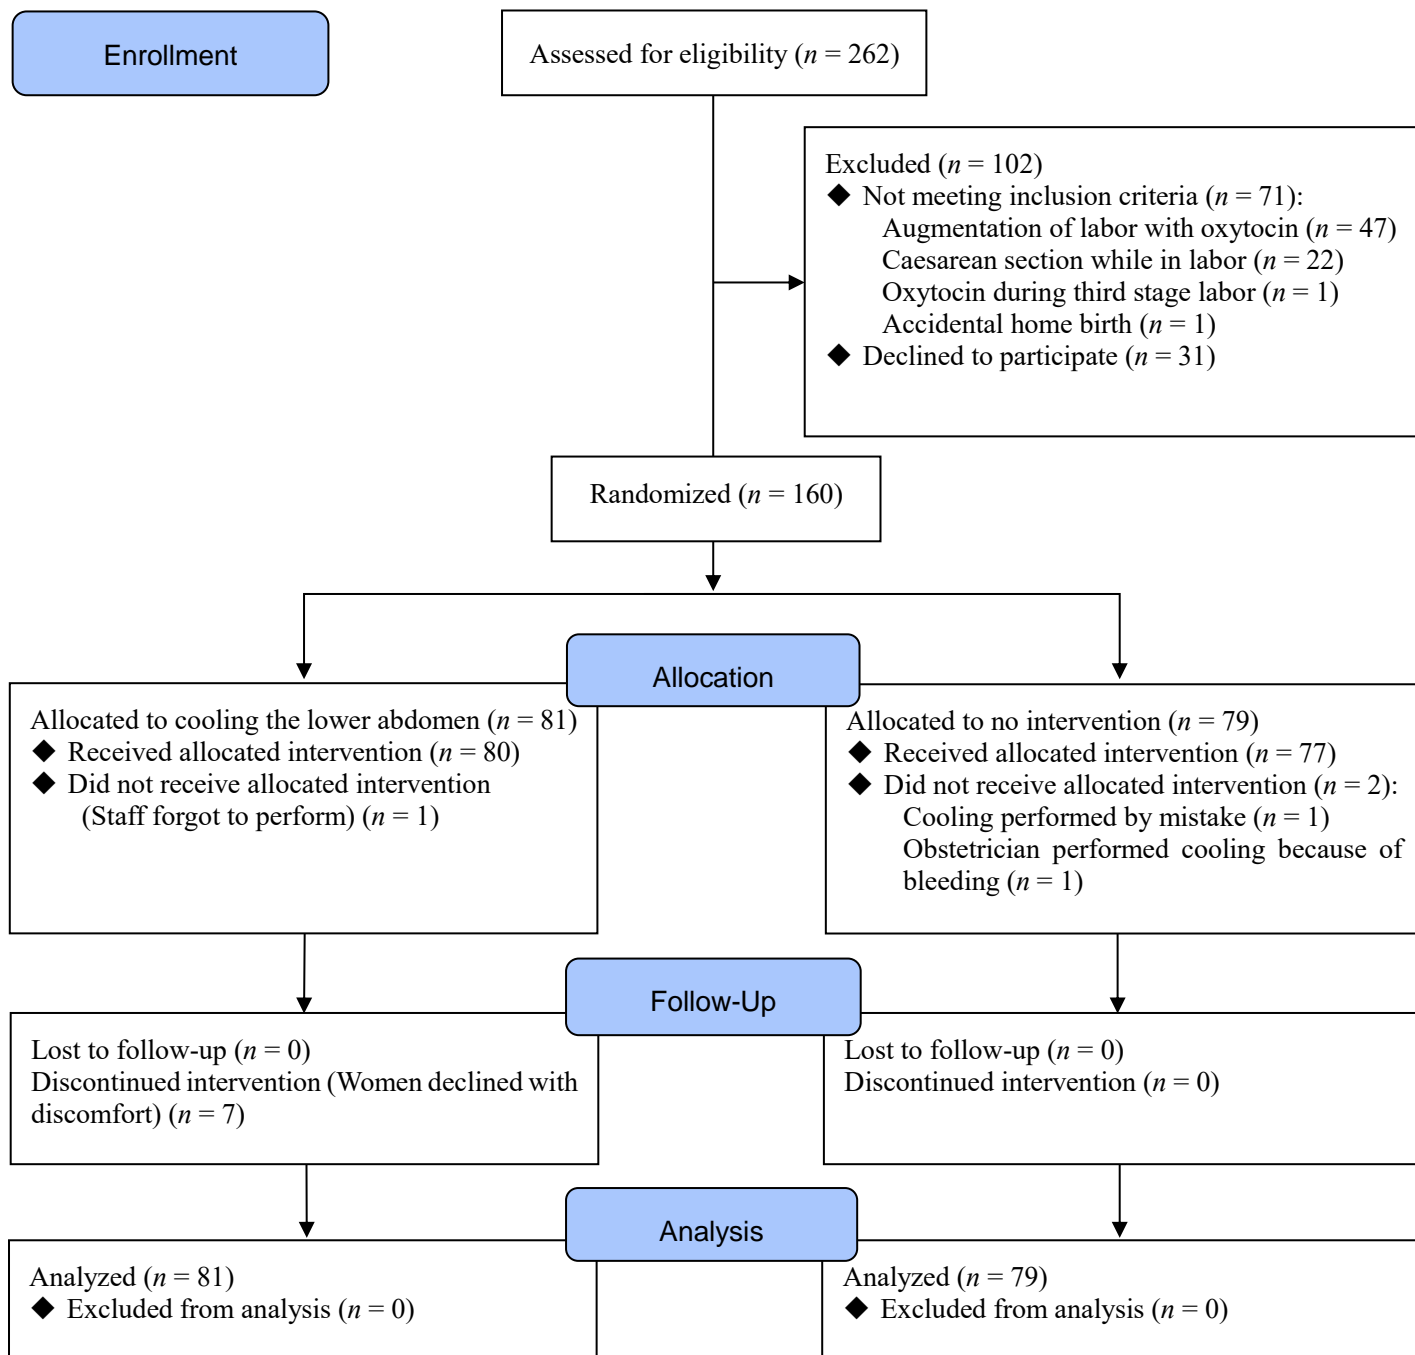 Enrollment
Assessed for eligibility (n = 262)
Excluded (n = 102)
◆ Not meeting inclusion criteria (n = 71):
Augmentation of labor with oxytocin (n = 47)
Caesarean section while in labor (n = 22)
Oxytocin during third stage labor (n = 1)
Accidental home birth (n = 1)
◆ Declined to participate (n = 31)
Randomized (n = 160)
Allocation
Allocated to cooling the lower abdomen (n = 81)
◆ Received allocated intervention (n = 80)
◆ Did not receive allocated intervention
(Staff forgot to perform) (n = 1)
Allocated to no intervention (n = 79)
◆ Received allocated intervention (n = 77)
◆ Did not receive allocated intervention (n = 2):
Cooling performed by mistake (n = 1)
Obstetrician performed cooling because of
bleeding (n = 1)
Follow-Up
Lost to follow-up (n = 0)
Discontinued intervention (Women declined with
discomfort) (n = 7)
Lost to follow-up (n = 0)
Discontinued intervention (n = 0)
Analysis
Analyzed (n = 81)
◆ Excluded from analysis (n = 0)
Analyzed (n = 79)
◆ Excluded from analysis (n = 0)